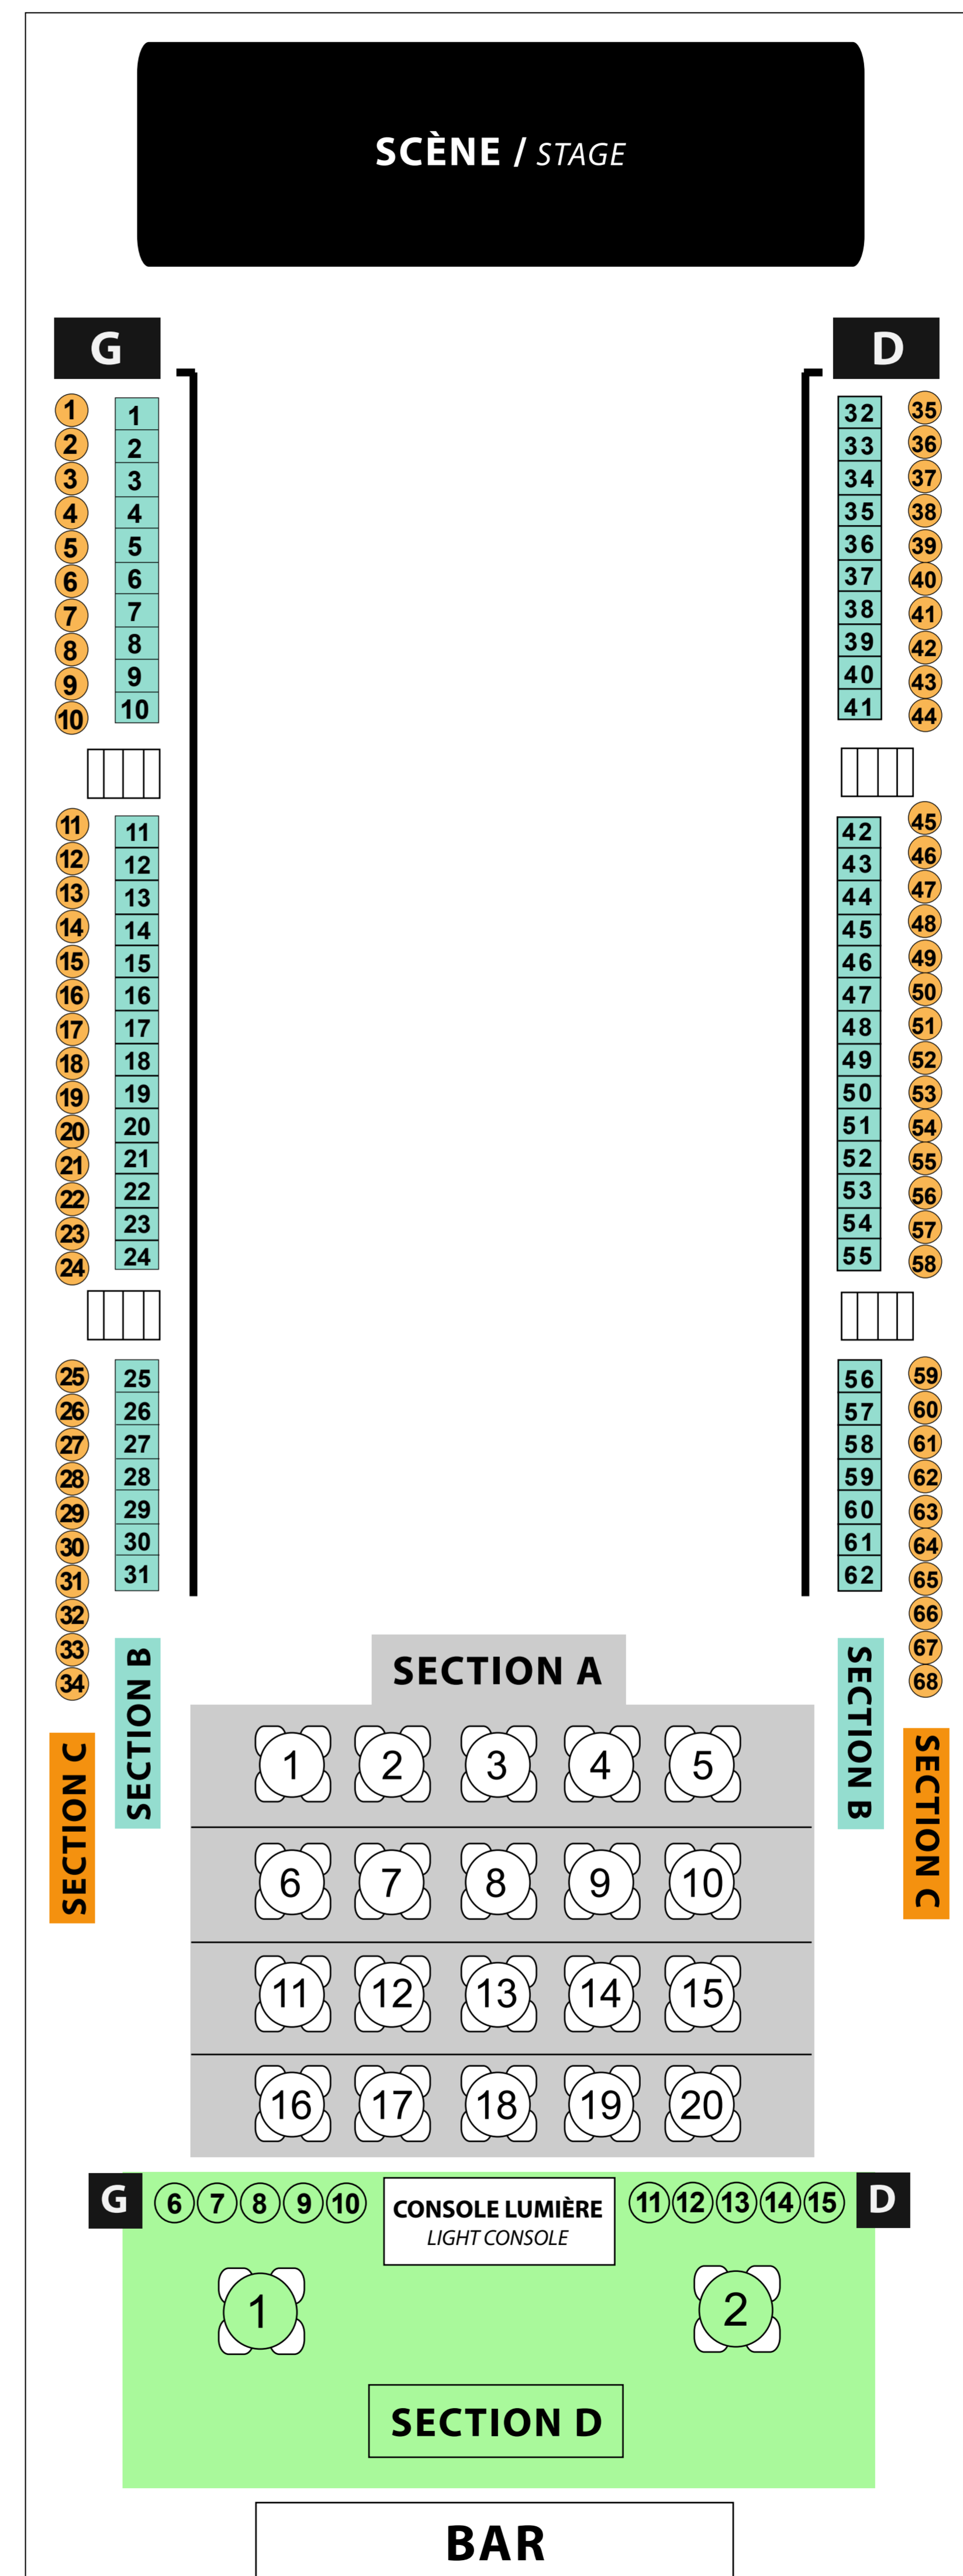 SCÈNE / STAGE
G
D
1 1 32 35
2 2 33 36
3 3 34 37
4 4 35 38
5 5 36 39
6 6 37 40
7 7 38 41
8 8 39 42
9 9 40 43
10 10 41 44
11 11 42 45
12 12 43 46
13 13 44 47
14 14 45 48
15 15 46 49
16 16 47 50
17 17 48 51
18 18 49 52
19 19 50 53
20 20 51 54
21 21 52 55
22 22 53 56
23 23 54 57
24 24 55 58
25 25 56 59
26 26 57 60
27 27 58 61
28 28 59 62
29 29 60 63
30 30 61 64
31 31 62 65
32 66
33 67
34 68
SECTION C
SECTION B
SECTION A
SECTION B
SECTION C
1 2 3 4 5
6 7 8 9 10
11 12 13 14 15
16 17 18 19 20
G 6 7 8 9 10
CONSOLE LUMIÈRE
LIGHT CONSOLE
11 12 13 14 15 D
1 2
SECTION D
BAR